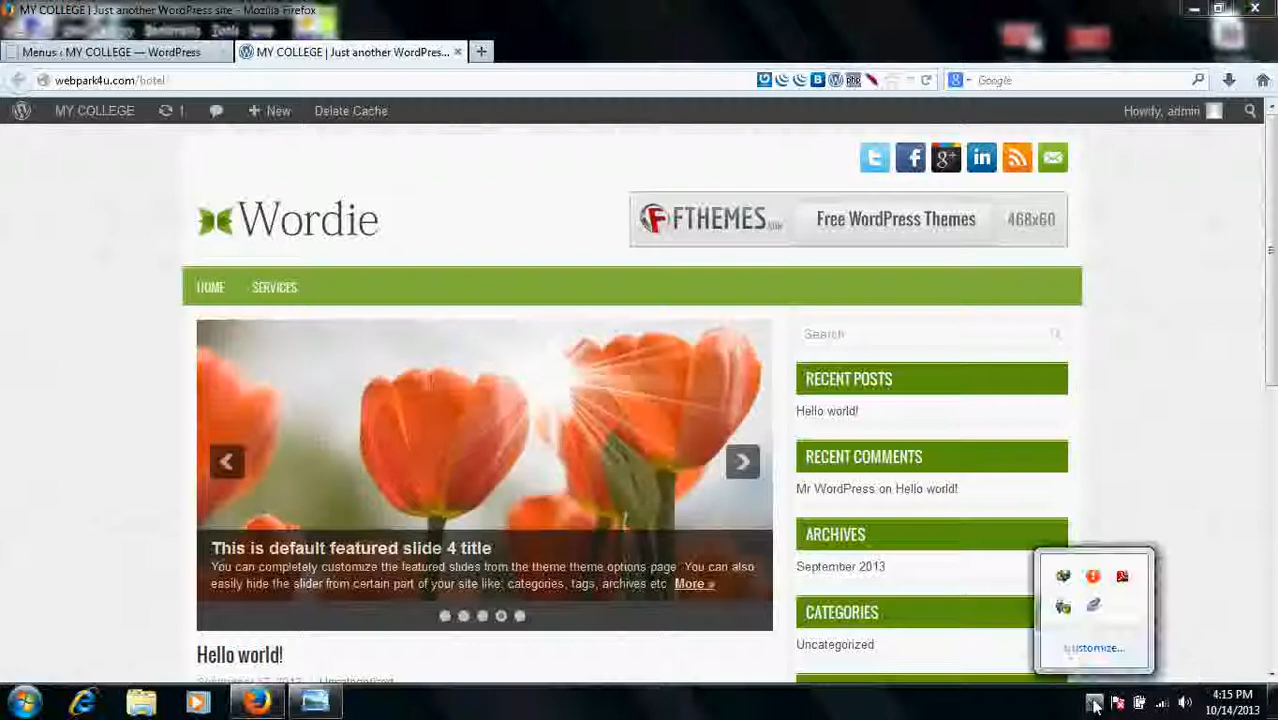 MY COLLEGE | Just another WordPress site - Mozilla Firefox
Bookmarks Tools
Menus ‹ MY COLLEGE — WordPress
MY COLLEGE | Just another WordPres...
webpark4u.com/hotel
Google
MY COLLEGE
1
New
Delete Cache
Howdy, admin
Wordie
FTHEMES
Free WordPress Themes
468x60
HOME
SERVICES
Search
RECENT POSTS
Hello world!
RECENT COMMENTS
Mr WordPress on Hello world!
ARCHIVES
September 2013
CATEGORIES
Uncategorized
This is default featured slide 4 title
You can completely customize the featured slides from the theme theme options page. You can also
easily hide the slider from certain part of your site like: categories, tags, archives etc. More »
Hello world!
Customize...
4:15 PM
10/14/2013